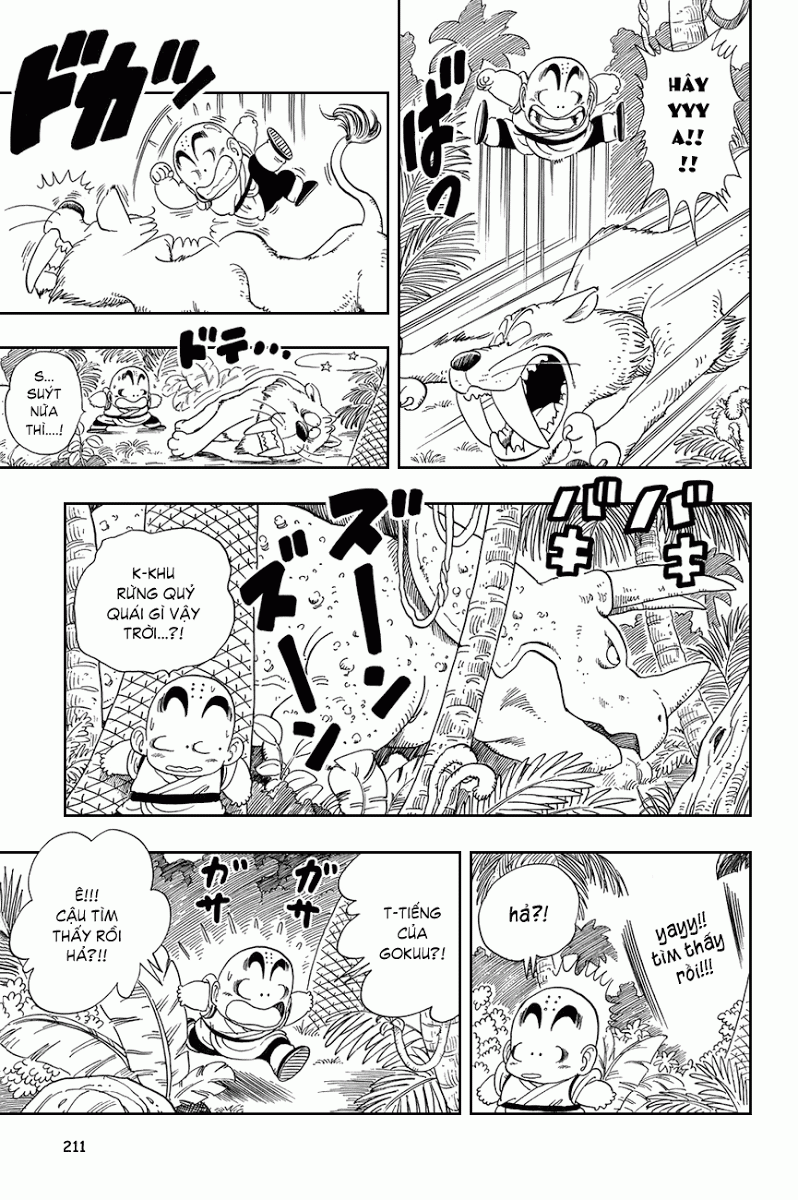 HÂY
YYY
A!!
!!
ばっ
ドカッ
S...
SUÝT
NỮA
THÌ....!
ドテ・・・
バキ
バキ
ズーン
ズーン
K-KHU
RỪNG QUỶ
QUÁI GÌ VẬY
TRỜI...?!
yayy!!
tìm thấy
rồi!!!
hả?!
T-TIẾNG
CỦA
GOKUU?!
ガサ
ガサ
Ê!!!
CẬU TÌM
THẤY RỒI
HẢ?!!
211